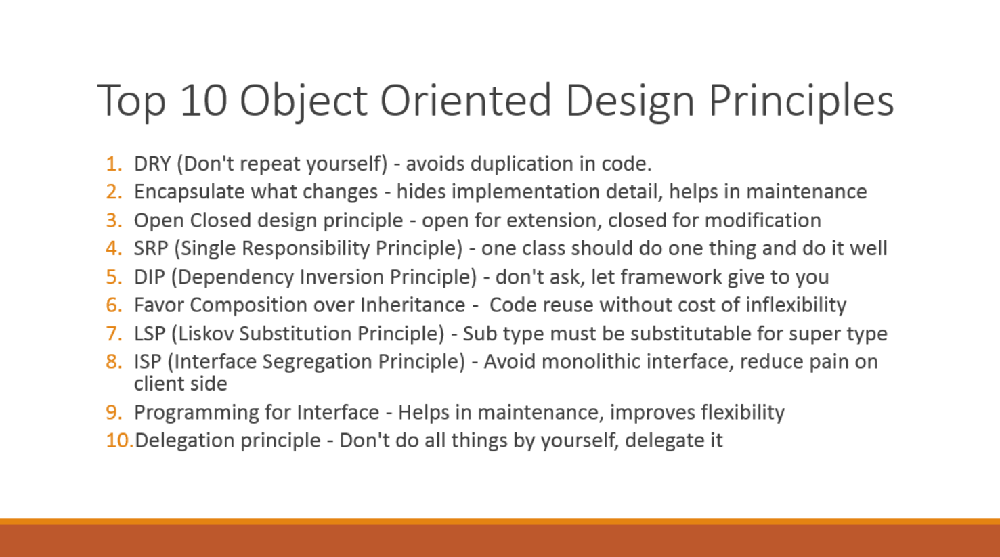 Top 10 Object Oriented Design Principles
1. DRY (Don't repeat yourself) - avoids duplication in code.
2. Encapsulate what changes - hides implementation detail, helps in maintenance
3. Open Closed design principle - open for extension, closed for modification
4. SRP (Single Responsibility Principle) - one class should do one thing and do it well
5. DIP (Dependency Inversion Principle) - don't ask, let framework give to you
6. Favor Composition over Inheritance -  Code reuse without cost of inflexibility
7. LSP (Liskov Substitution Principle) - Sub type must be substitutable for super type
8. ISP (Interface Segregation Principle) - Avoid monolithic interface, reduce pain on
client side
9. Programming for Interface - Helps in maintenance, improves flexibility
10.Delegation principle - Don't do all things by yourself, delegate it